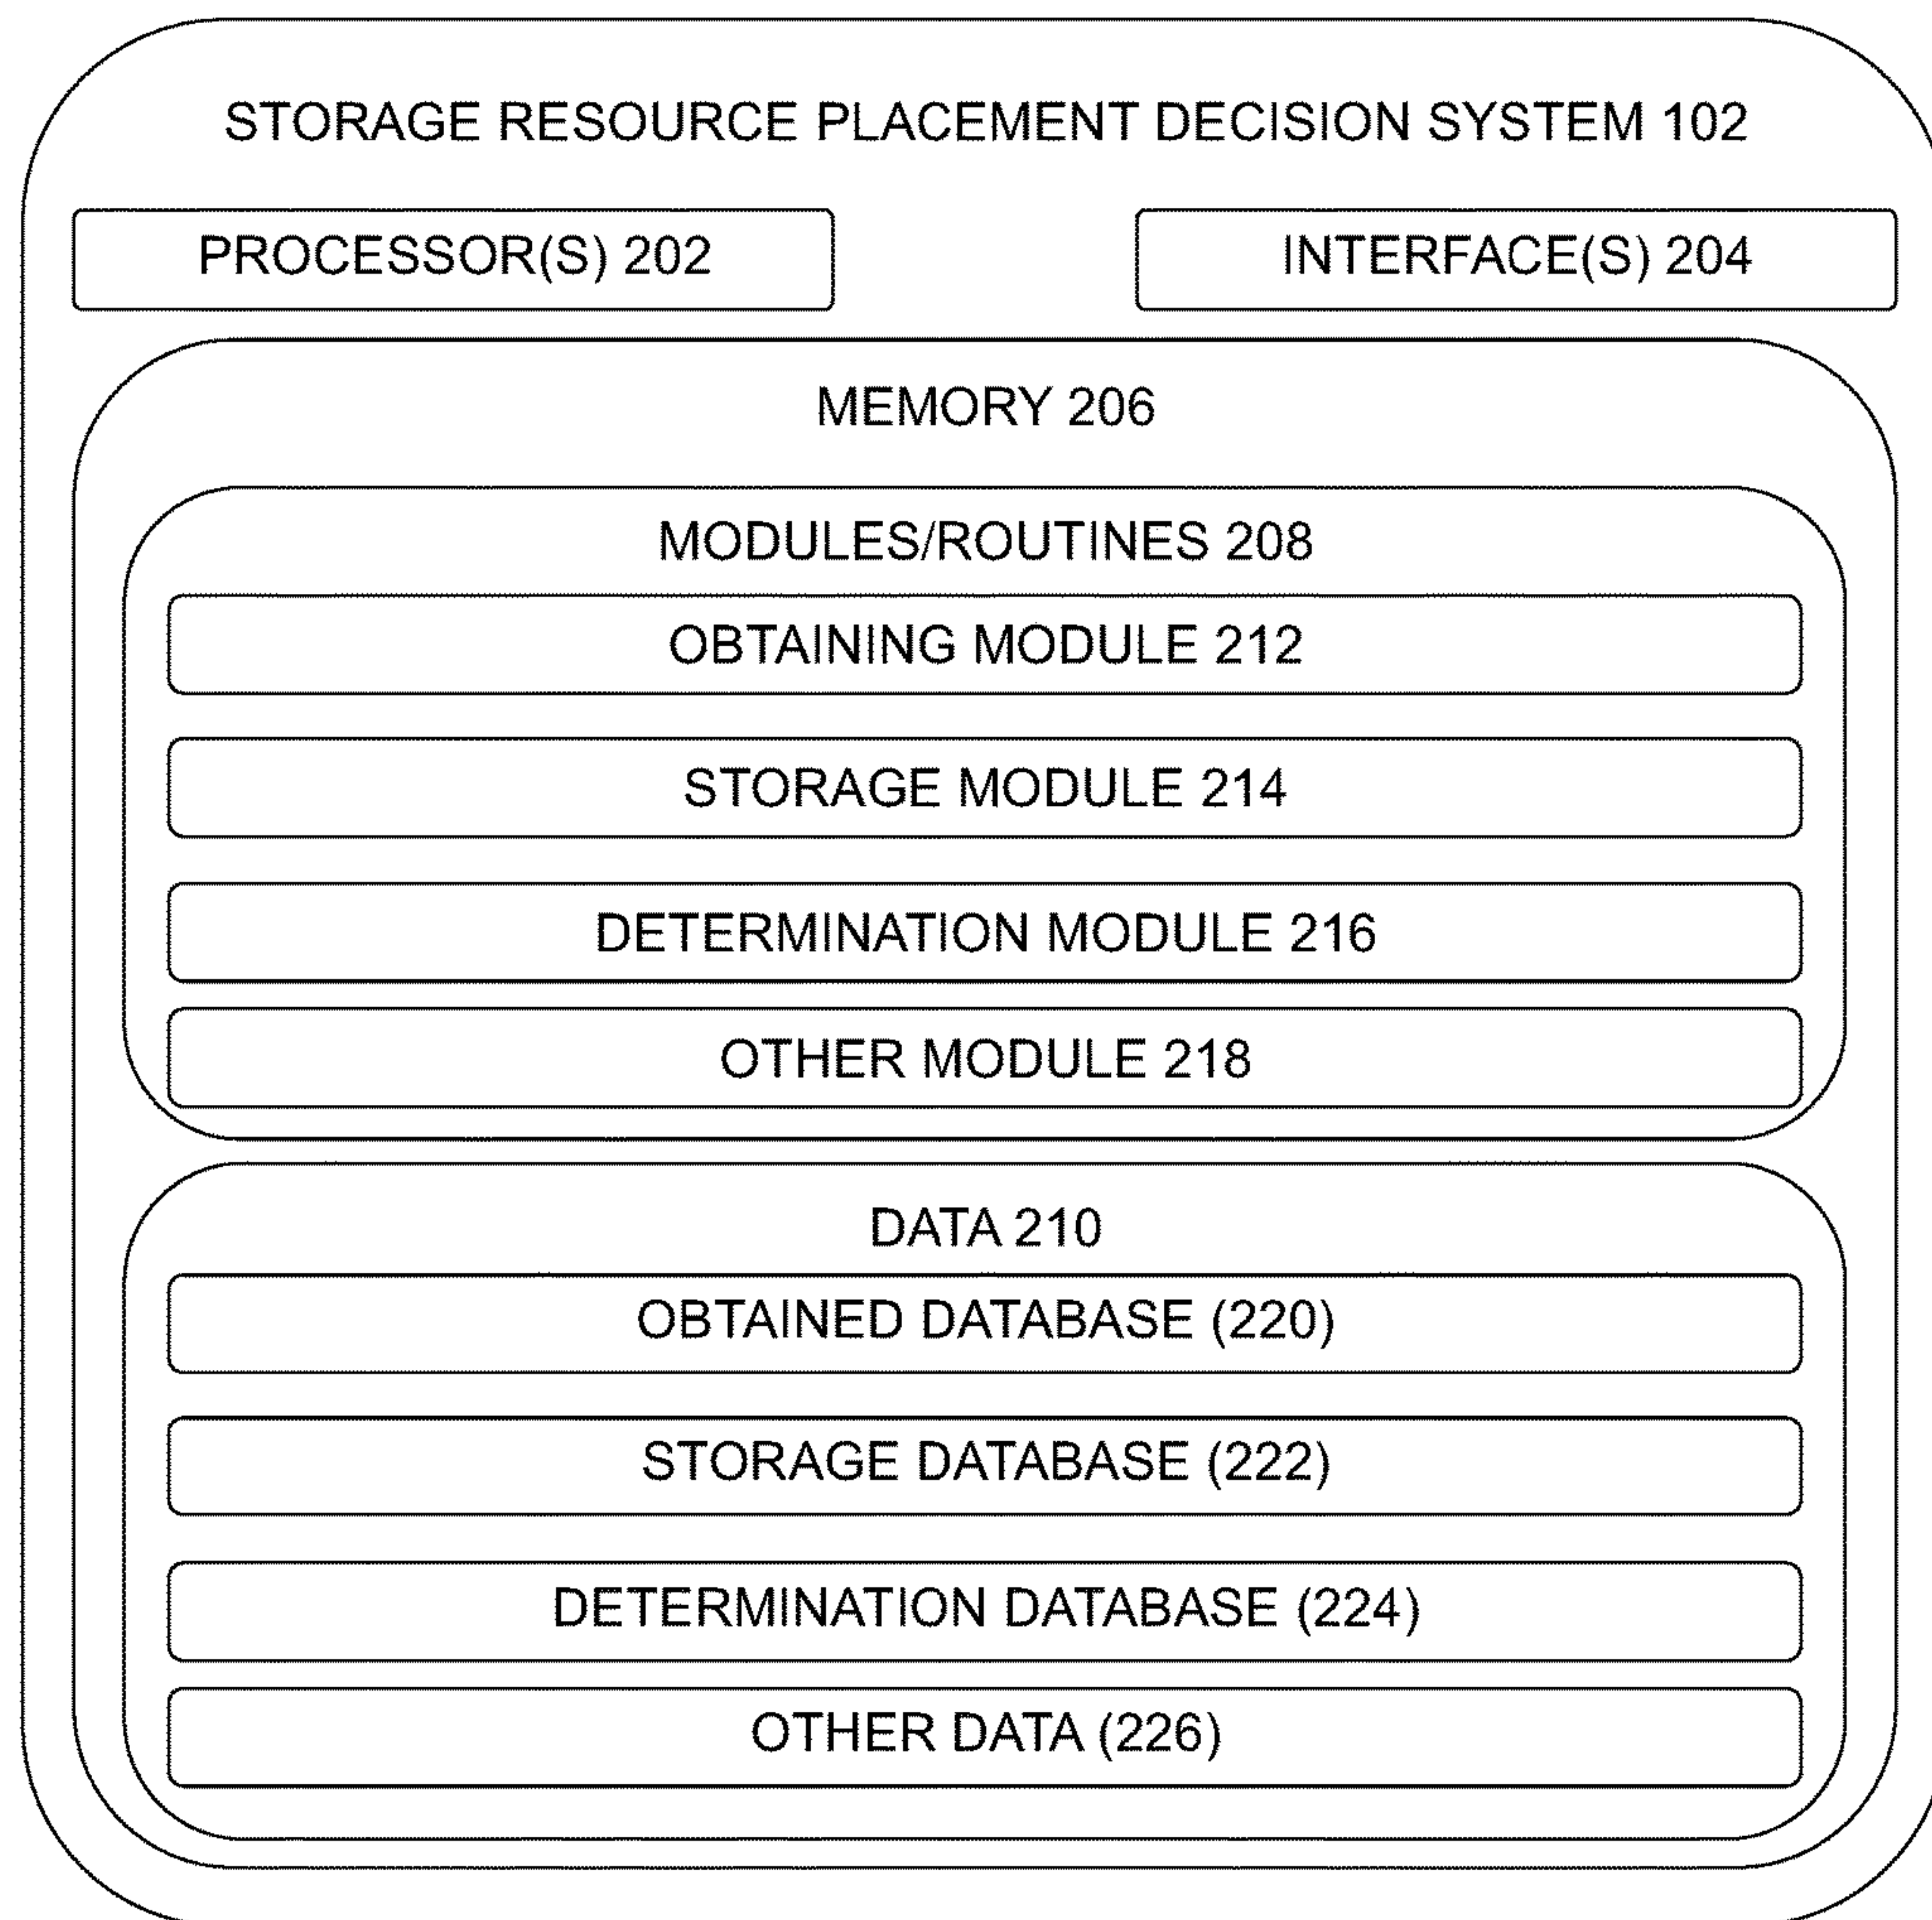 STORAGE RESOURCE PLACEMENT DECISION SYSTEM 102
PROCESSOR(S) 202
INTERFACE(S) 204
MEMORY 206
MODULES/ROUTINES 208
OBTAINING MODULE 212
STORAGE MODULE 214
DETERMINATION MODULE 216
OTHER MODULE 218
DATA 210
OBTAINED DATABASE (220)
STORAGE DATABASE (222)
DETERMINATION DATABASE (224)
OTHER DATA (226)